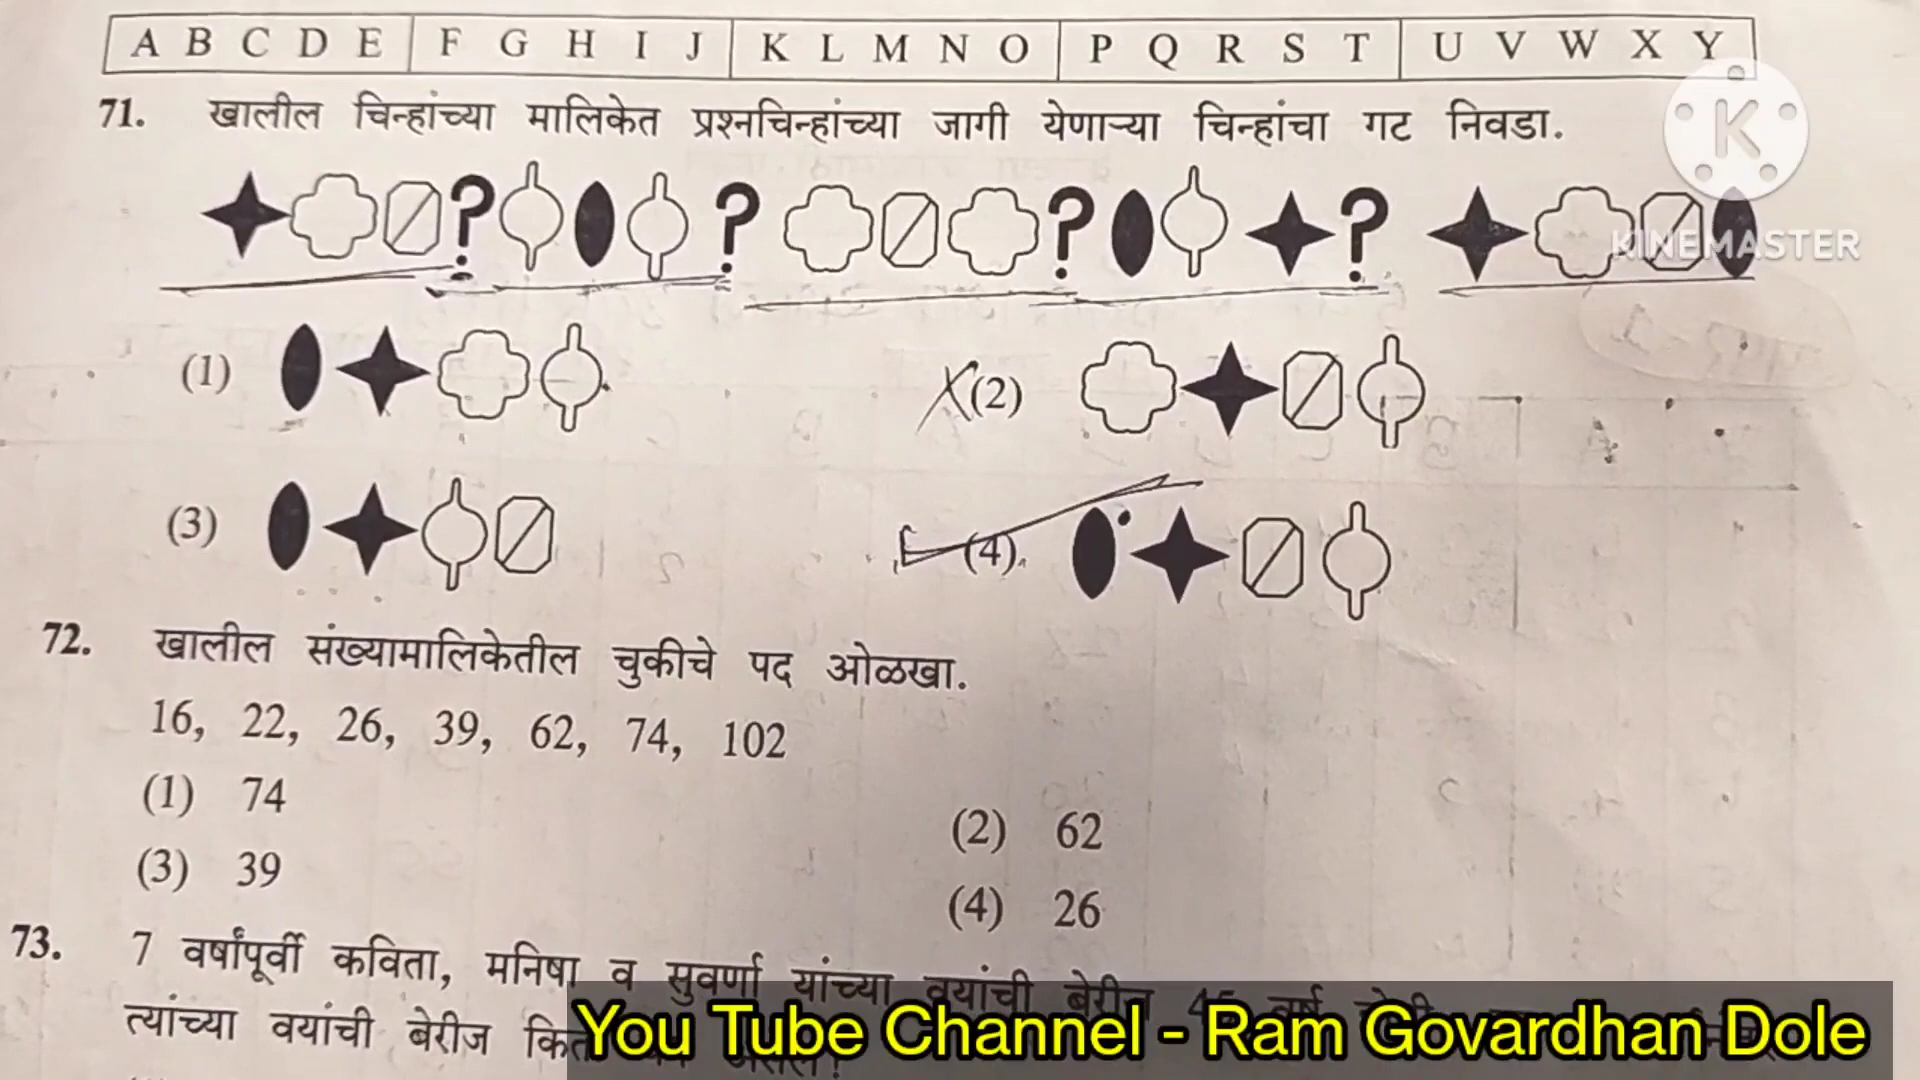 A B C D E F G H I J K L M N O P Q R S T U V W X Y
71. खालील चिन्हांच्या मालिकेत प्रश्नचिन्हांच्या जागी येणाऱ्या चिन्हांचा गट निवडा.
K
? ? ? ?
KINEMASTER
(1) (2)
(3) (4)
72. खालील संख्यामालिकेतील चुकीचे पद ओळखा.
16, 22, 26, 39, 62, 74, 102
(1) 74 (2) 62
(3) 39 (4) 26
73. 7 वर्षांपूर्वी कविता, मनिषा व सुवर्णा यांच्या वयांची बेरीज
त्यांच्या वयांची बेरीज
You Tube Channel - Ram Govardhan Dole